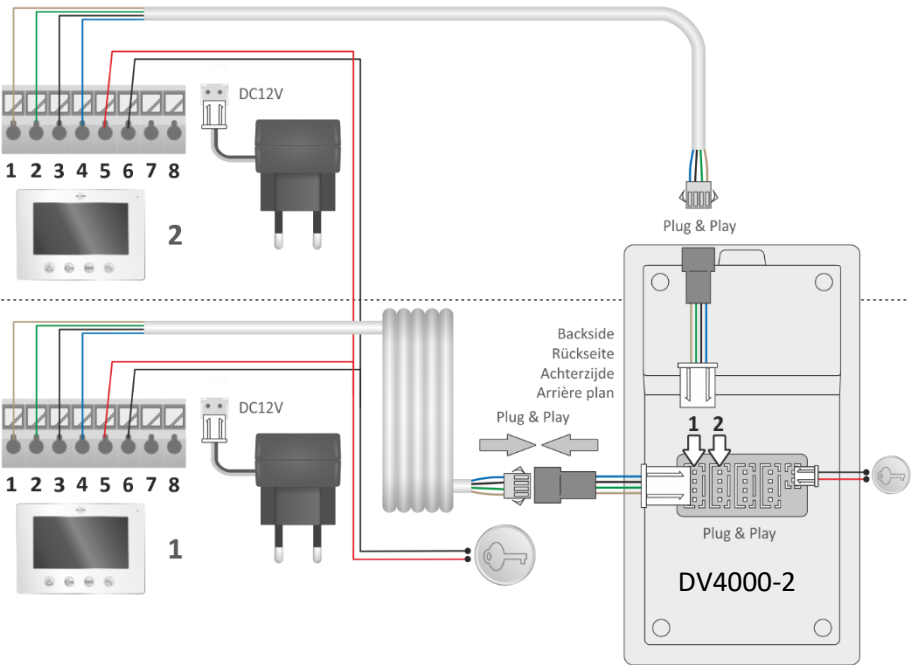 DC12V
1 2 3 4 5 6 7 8
2
Plug & Play
Backside
Rückseite
Achterzijde
Arrière plan
Plug & Play
DC12V
1 2
1 2 3 4 5 6 7 8
1
Plug & Play
DV4000-2